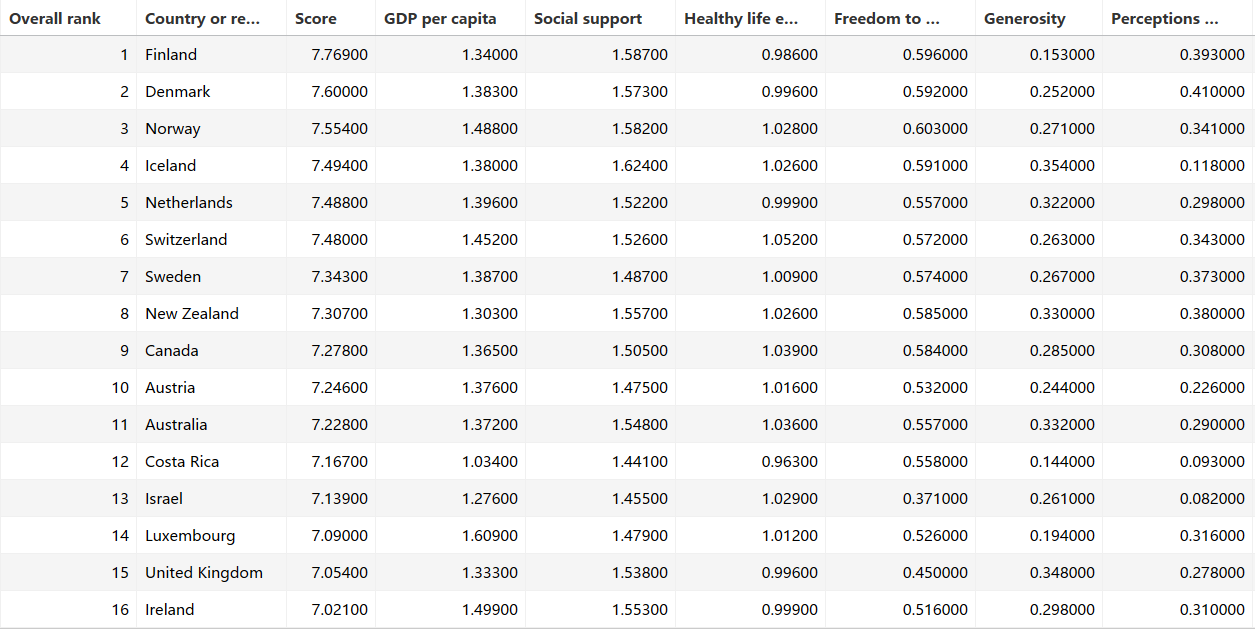 Overall rank Country or re... Score GDP per capita Social support Healthy life e... Freedom to ... Generosity Perceptions ...
1 Finland 7.76900 1.34000 1.58700 0.98600 0.596000 0.153000 0.393000
2 Denmark 7.60000 1.38300 1.57300 0.99600 0.592000 0.252000 0.410000
3 Norway 7.55400 1.48800 1.58200 1.02800 0.603000 0.271000 0.341000
4 Iceland 7.49400 1.38000 1.62400 1.02600 0.591000 0.354000 0.118000
5 Netherlands 7.48800 1.39600 1.52200 0.99900 0.557000 0.322000 0.298000
6 Switzerland 7.48000 1.45200 1.52600 1.05200 0.572000 0.263000 0.343000
7 Sweden 7.34300 1.38700 1.48700 1.00900 0.574000 0.267000 0.373000
8 New Zealand 7.30700 1.30300 1.55700 1.02600 0.585000 0.330000 0.380000
9 Canada 7.27800 1.36500 1.50500 1.03900 0.584000 0.285000 0.308000
10 Austria 7.24600 1.37600 1.47500 1.01600 0.532000 0.244000 0.226000
11 Australia 7.22800 1.37200 1.54800 1.03600 0.557000 0.332000 0.290000
12 Costa Rica 7.16700 1.03400 1.44100 0.96300 0.558000 0.144000 0.093000
13 Israel 7.13900 1.27600 1.45500 1.02900 0.371000 0.261000 0.082000
14 Luxembourg 7.09000 1.60900 1.47900 1.01200 0.526000 0.194000 0.316000
15 United Kingdom 7.05400 1.33300 1.53800 0.99600 0.450000 0.348000 0.278000
16 Ireland 7.02100 1.49900 1.55300 0.99900 0.516000 0.298000 0.310000